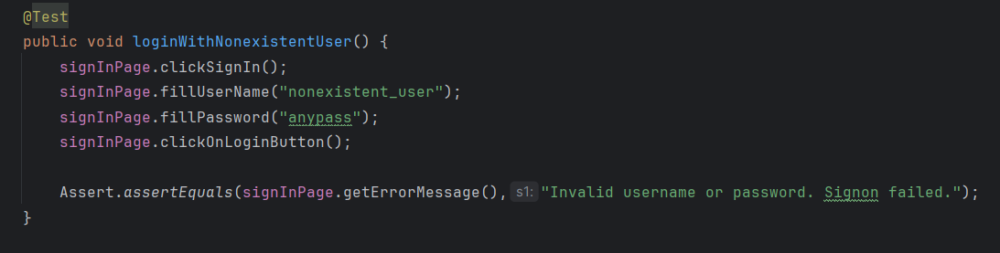 @Test
public void loginWithNonexistentUser() {
signInPage.clickSignIn();
signInPage.fillUserName("nonexistent_user");
signInPage.fillPassword("anypass");
signInPage.clickOnLoginButton();
Assert.assertEquals(signInPage.getErrorMessage(), s1: "Invalid username or password. Signon failed.");
}